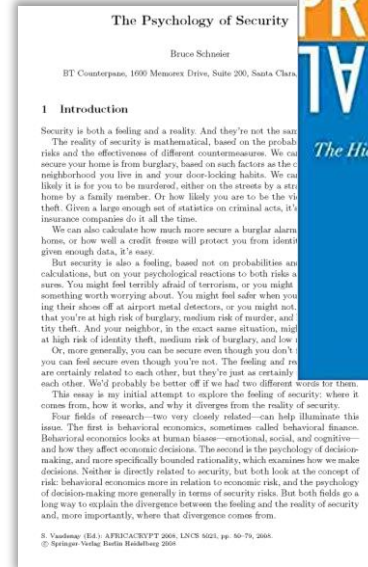 The Psychology of Security
Bruce Schneier
BT Counterpane, 1600 Memorex Drive, Suite 200, Santa Clara,
1 Introduction
Security is both a feeling and a reality. And they're not the sam
The reality of security is mathematical, based on the probab
risks and the effectiveness of different countermeasures. We ca
secure your home is from burglary, based on such factors as the c
neighborhood you live in and your door-locking habits. We ca
likely it is for you to be murdered, either on the streets by a str
home by a family member. Or how likely you are to be the vi
theft. Given a large enough set of statistics on criminal acts, it's
insurance companies do it all the time.
We can also calculate how much more secure a burglar alarm
home, or how well a credit freeze will protect you from identit
given enough data, it's easy.
But security is also a feeling, based not on probabilities an
calculations, but on your psychological reactions to both risks a
sures. You might feel terribly afraid of terrorism, or you might
something worth worrying about. You might feel safer when you
ing their shoes off at airport metal detectors, or you might not.
that you're at high risk of burglary, medium risk of murder, and
tity theft. And your neighbor, in the exact same situation, migh
at high risk of identity theft, medium risk of burglary, and low
Or, more generally, you can be secure even though you don't
you can feel secure even though you're not. The feeling and re
are certainly related to each other, but they're just as certainly
each other. We'd probably be better off if we had two different words for them.
This essay is my initial attempt to explore the feeling of security: where it
comes from, how it works, and why it diverges from the reality of security.
Four fields of research—two very closely related—can help illuminate this
issue. The first is behavioral economics, sometimes called behavioral finance.
Behavioral economics looks at human biases—emotional, social, and cognitive—
and how they affect economic decisions. The second is the psychology of decision-
making, and more specifically bounded rationality, which examines how we make
decisions. Neither is directly related to security, but both look at the concept of
risk: behavioral economics more in relation to economic risk, and the psychology
of decision-making more generally in terms of security risks. But both fields go a
long way to explain the divergence between the feeling and the reality of security
and, more importantly, where that divergence comes from.
S. Vaudenay (Ed.): AFRICACRYPT 2008, LNCS 5023, pp. 50–79, 2008.
© Springer-Verlag Berlin Heidelberg 2008
PR
The Hi